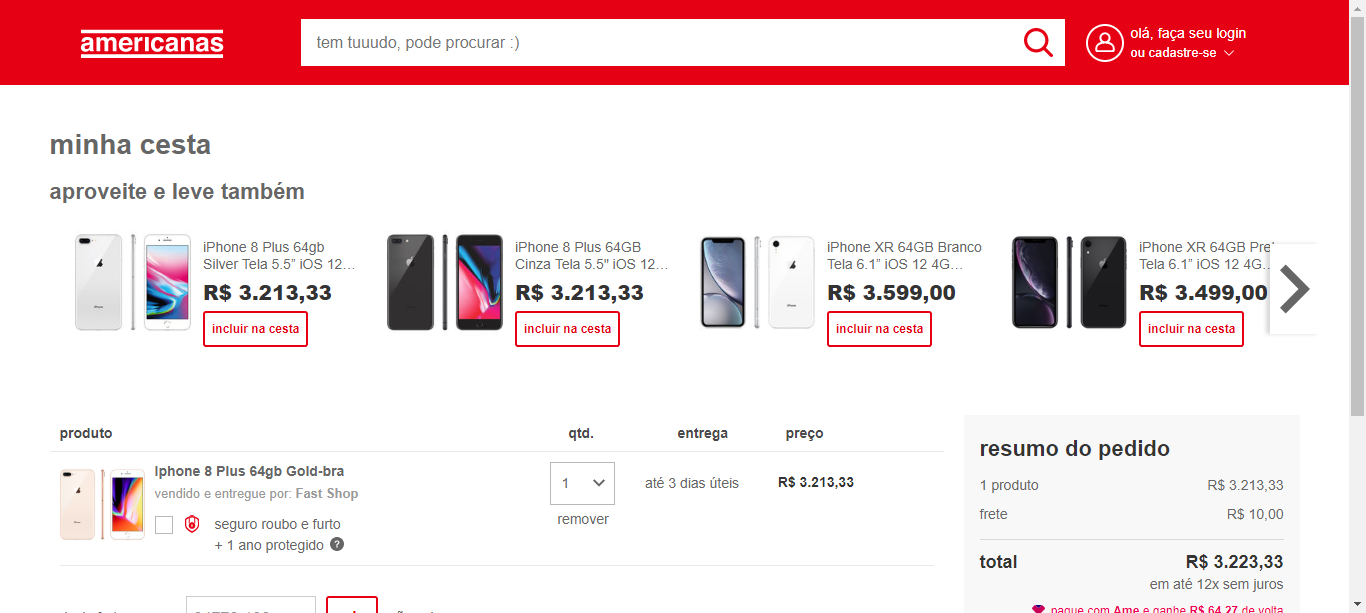 americanas
tem tuuudo, pode procurar :)
olá, faça seu login
ou cadastre-se
minha cesta
aproveite e leve também
iPhone 8 Plus 64gb
Silver Tela 5.5” iOS 12…
R$ 3.213,33
incluir na cesta
iPhone 8 Plus 64GB
Cinza Tela 5.5" iOS 12…
R$ 3.213,33
incluir na cesta
iPhone XR 64GB Branco
Tela 6.1” iOS 12 4G…
R$ 3.599,00
incluir na cesta
iPhone XR 64GB
Tela 6.1” iOS 12 4G…
R$ 3.499,00
incluir na cesta
produto
qtd.
entrega
preço
Iphone 8 Plus 64gb Gold-bra
vendido e entregue por: Fast Shop
seguro roubo e furto
+ 1 ano protegido ?
1
remover
até 3 dias úteis
R$ 3.213,33
resumo do pedido
1 produto
R$ 3.213,33
frete
R$ 10,00
total
R$ 3.223,33
em até 12x sem juros
pague com Ame e ganhe R$ 64,27 de volta